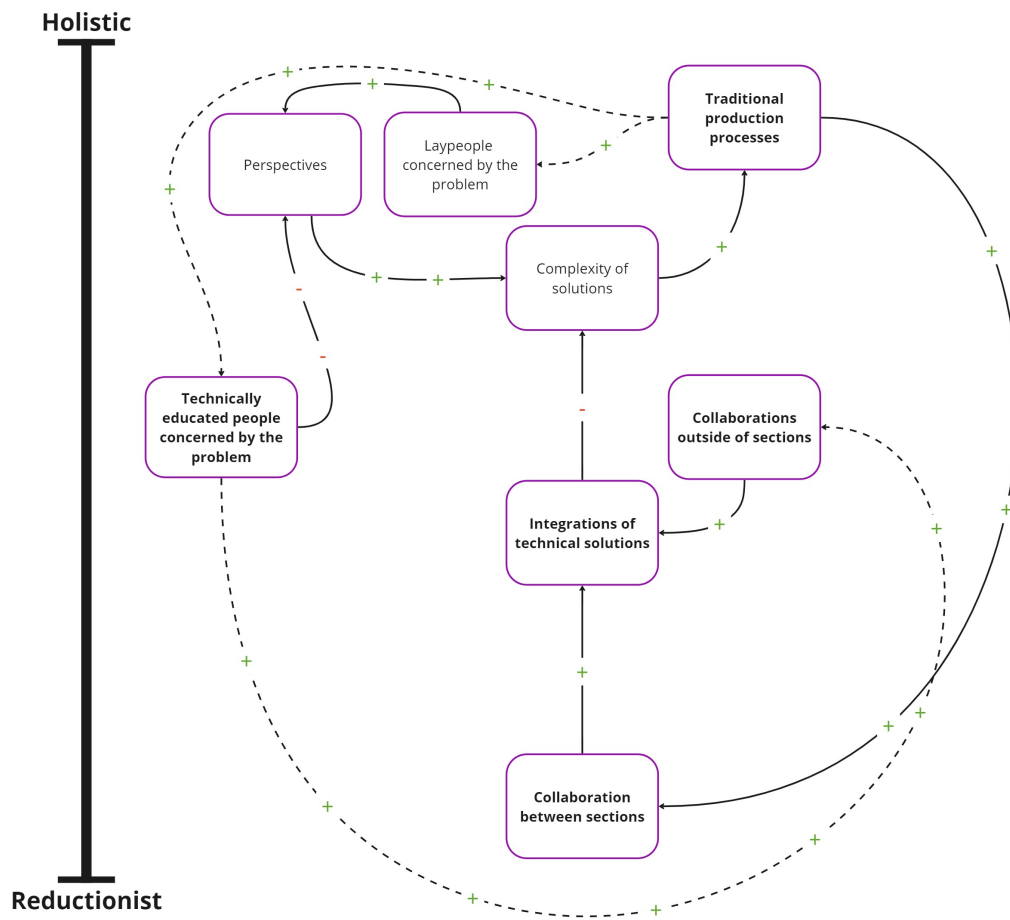 Holistic
+
+
+
Traditional
production
processes
Perspectives
Laypeople
concerned by the
problem
+
+
+
+
Complexity of
solutions
+
+
+
-
-
Technically
educated people
concerned by the
problem
-
Collaborations
outside of sections
Integrations of
technical solutions
+
+
+
+
+
+
+
+
Collaboration
between sections
+
+
+
+
Reductionist